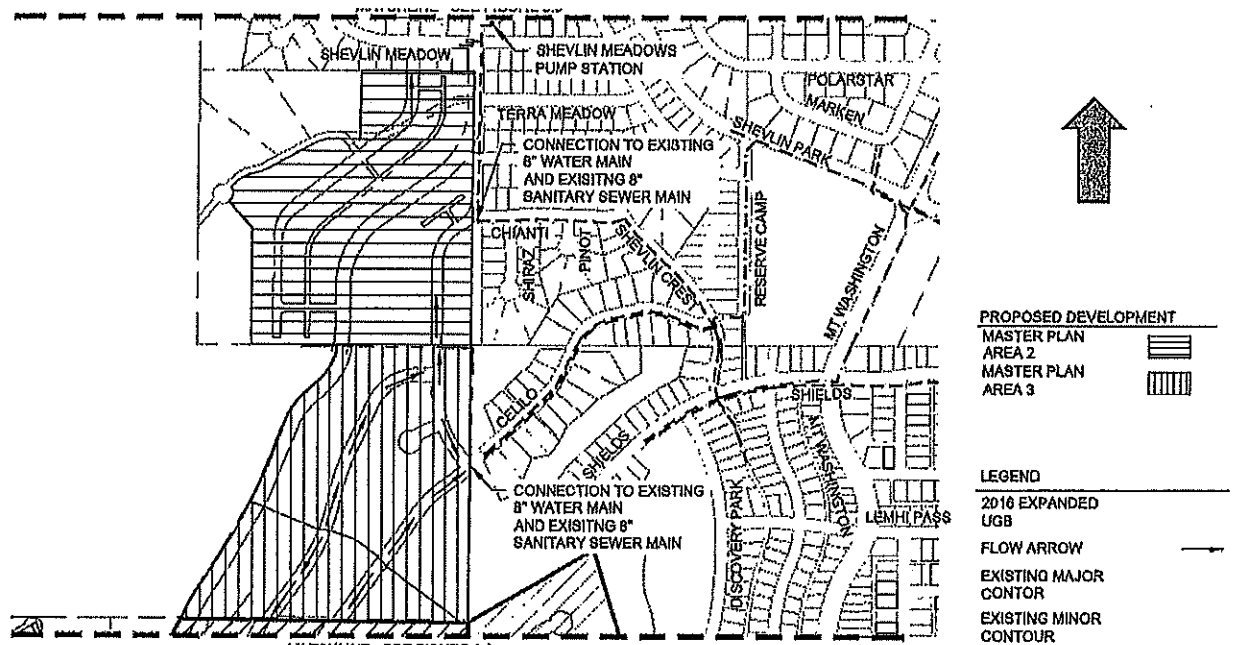 SHEVLIN MEADOW
SHEVLIN MEADOWS
PUMP STATION
POLARSTAR
MARKEN
TERRA MEADOW
SHEVLIN PARK
CONNECTION TO EXISTING
8" WATER MAIN
AND EXISITNG 8"
SANITARY SEWER MAIN
CHIANTI
SHIRAZ
PINOT
SHEVLIN CREST
RESERVE CAMP
MT WASHINGTON
PROPOSED DEVELOPMENT
MASTER PLAN
AREA 2
MASTER PLAN
AREA 3
CELILO
SHIELDS
SHIELDS
MT WASHINGTON
DISCOVERY PARK
LEMHI PASS
CONNECTION TO EXISTING
8" WATER MAIN
AND EXISITNG 8"
SANITARY SEWER MAIN
LEGEND
2016 EXPANDED
UGB
FLOW ARROW
EXISTING MAJOR
CONTOR
EXISTING MINOR
CONTOUR